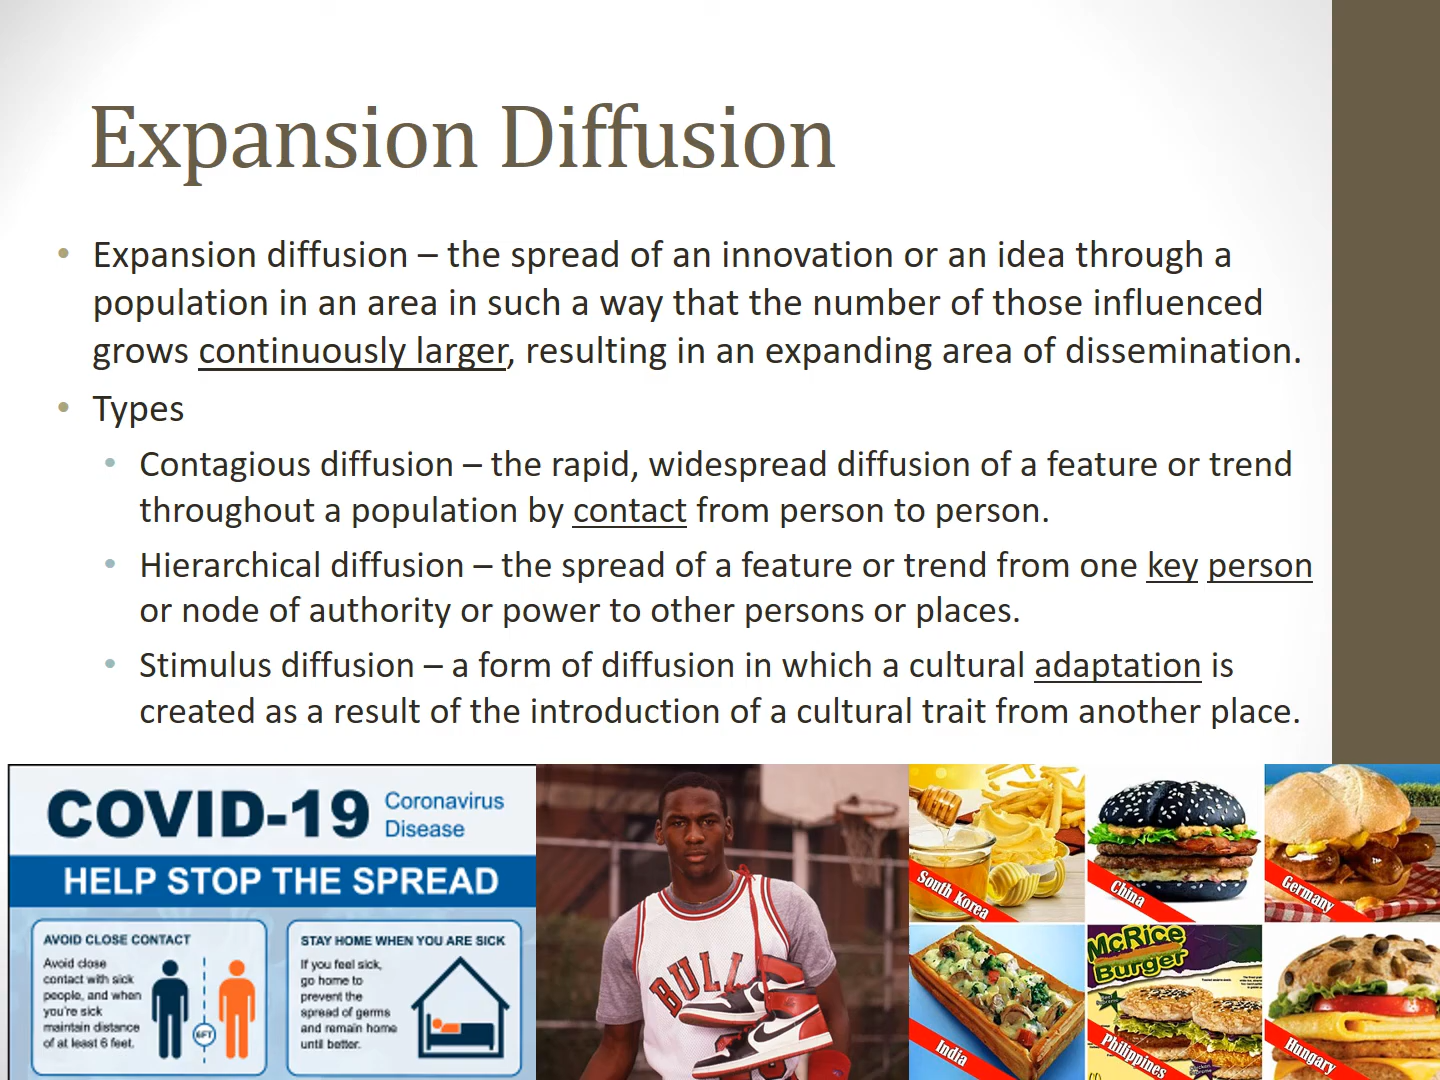 Expansion Diffusion
• Expansion diffusion – the spread of an innovation or an idea through a
population in an area in such a way that the number of those influenced
grows continuously larger, resulting in an expanding area of dissemination.
• Types
• Contagious diffusion – the rapid, widespread diffusion of a feature or trend
throughout a population by contact from person to person.
• Hierarchical diffusion – the spread of a feature or trend from one key person
or node of authority or power to other persons or places.
• Stimulus diffusion – a form of diffusion in which a cultural adaptation is
created as a result of the introduction of a cultural trait from another place.
COVID-19
Coronavirus
Disease
HELP STOP THE SPREAD
AVOID CLOSE CONTACT
Avoid close
contact with sick
people, and when
you're sick
maintain distance
of at least 6 feet.
6FT
STAY HOME WHEN YOU ARE SICK
If you feel sick,
go home to
prevent the
spread of germs
and remain home
until better.
BULL
South Korea
China
Germany
India
McRice
Burger
Philippines
Hungary